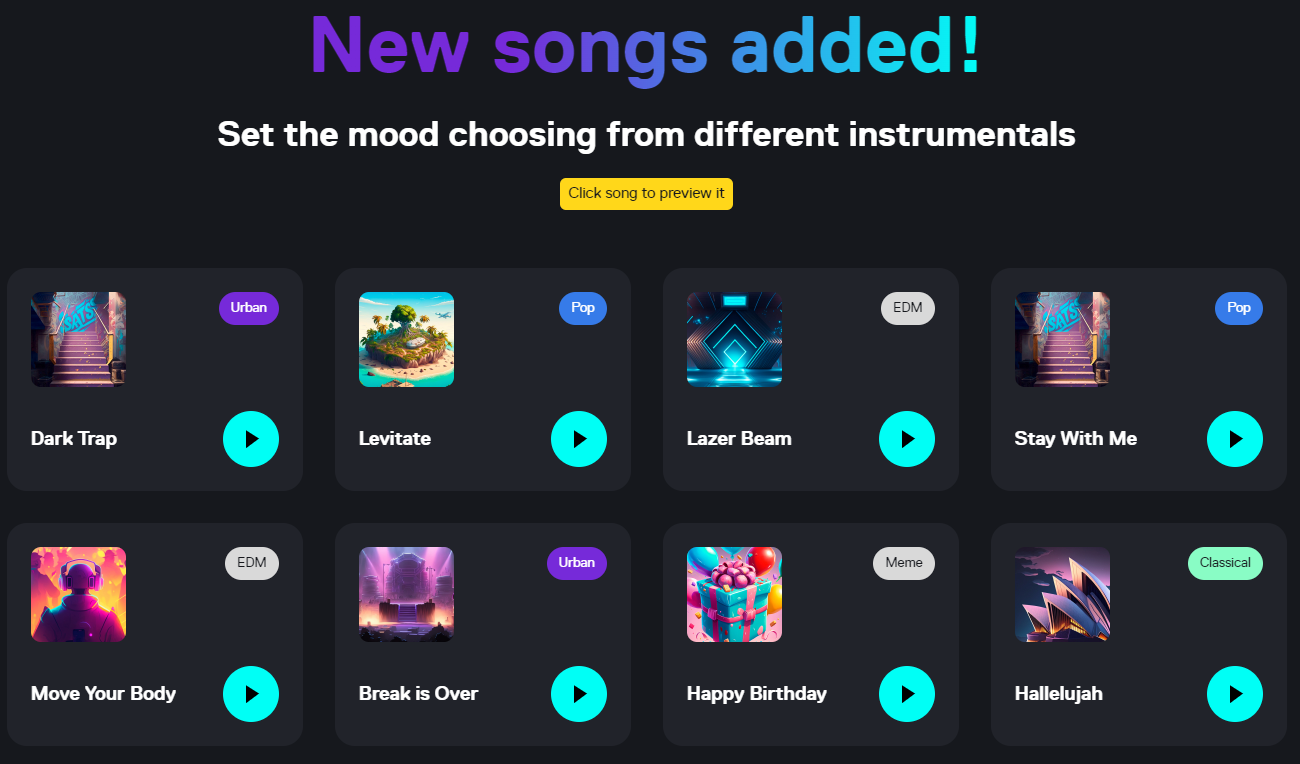 New songs added!
Set the mood choosing from different instrumentals
Click song to preview it
SATS
Urban
Dark Trap
Pop
Levitate
EDM
Lazer Beam
SATS
Pop
Stay With Me
EDM
Move Your Body
Urban
Break is Over
Meme
Happy Birthday
Classical
Hallelujah